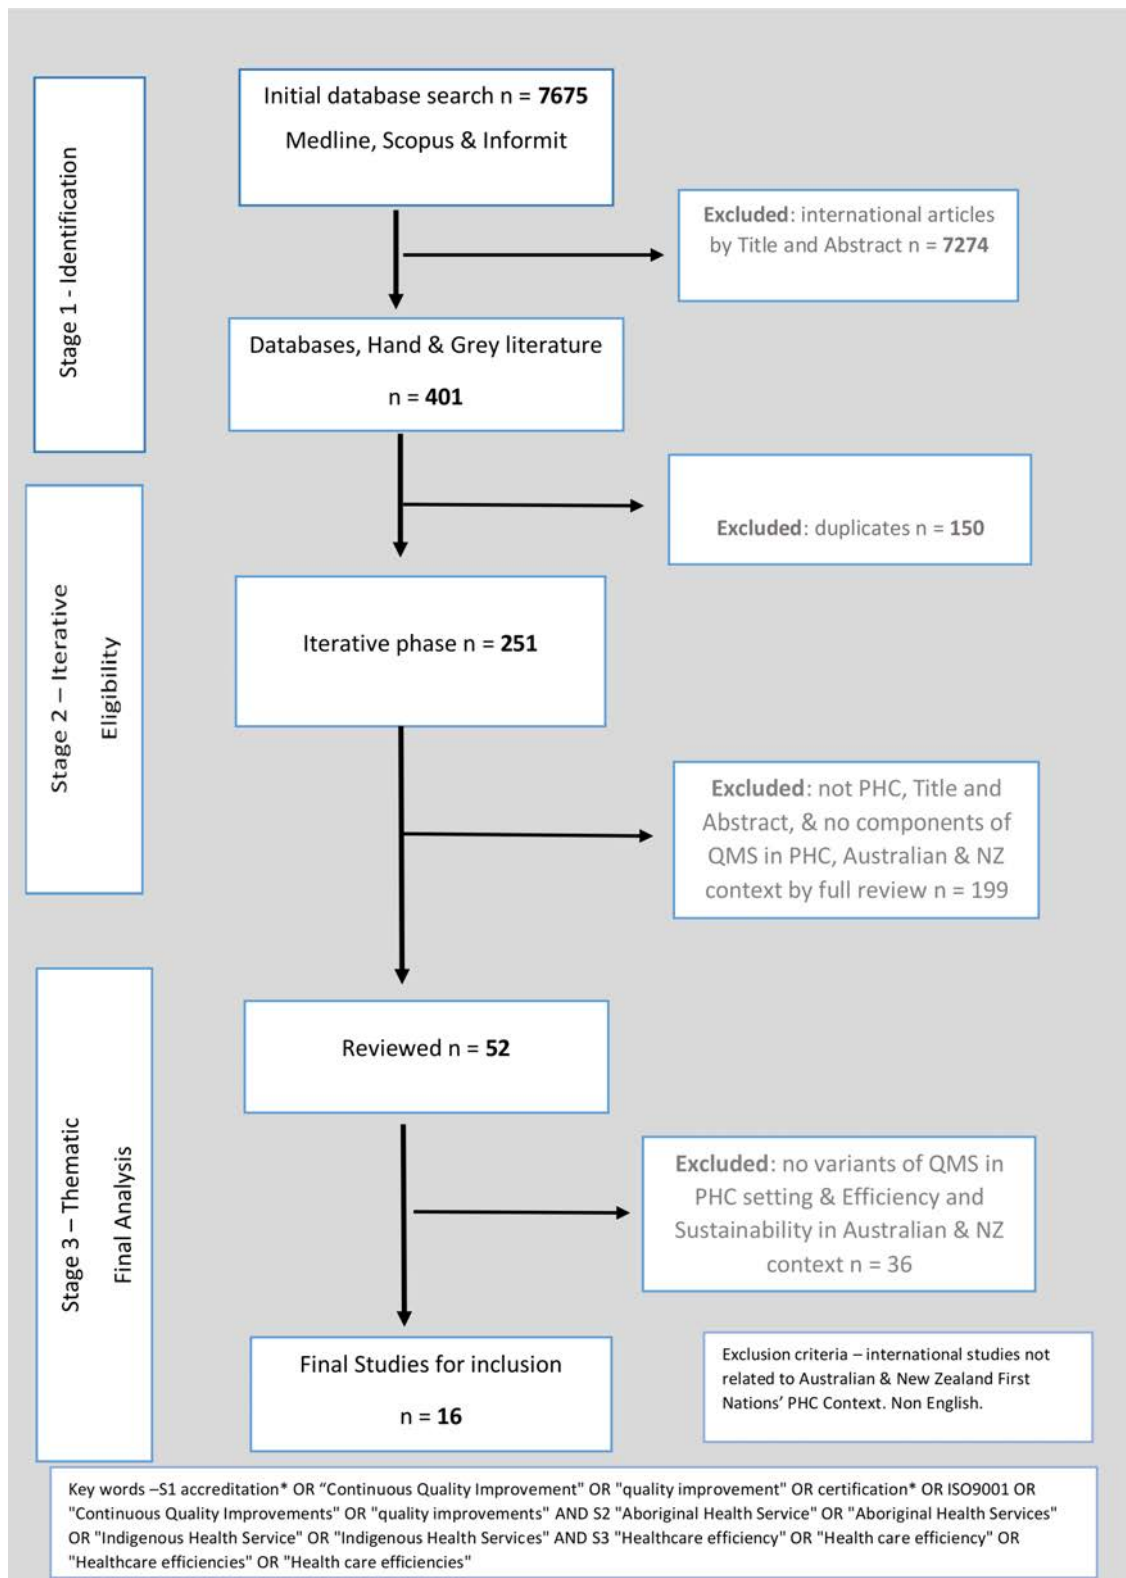 Stage 1 - Identification
Initial database search n = 7675
Medline, Scopus & Informit
Excluded: international articles
by Title and Abstract n = 7274
Databases, Hand & Grey literature
n = 401
Stage 2 – Iterative
Eligibility
Excluded: duplicates n = 150
Iterative phase n = 251
Excluded: not PHC, Title and
Abstract, & no components of
QMS in PHC, Australian & NZ
context by full review n = 199
Stage 3 – Thematic
Final Analysis
Reviewed n = 52
Excluded: no variants of QMS in
PHC setting & Efficiency and
Sustainability in Australian & NZ
context n = 36
Final Studies for inclusion
n = 16
Exclusion criteria – international studies not
related to Australian & New Zealand First
Nations’ PHC Context. Non English.
Key words –S1 accreditation* OR “Continuous Quality Improvement" OR "quality improvement" OR certification* OR ISO9001 OR
"Continuous Quality Improvements" OR "quality improvements" AND S2 "Aboriginal Health Service" OR "Aboriginal Health Services"
OR "Indigenous Health Service" OR "Indigenous Health Services" AND S3 "Healthcare efficiency" OR "Health care efficiency" OR
"Healthcare efficiencies" OR "Health care efficiencies"